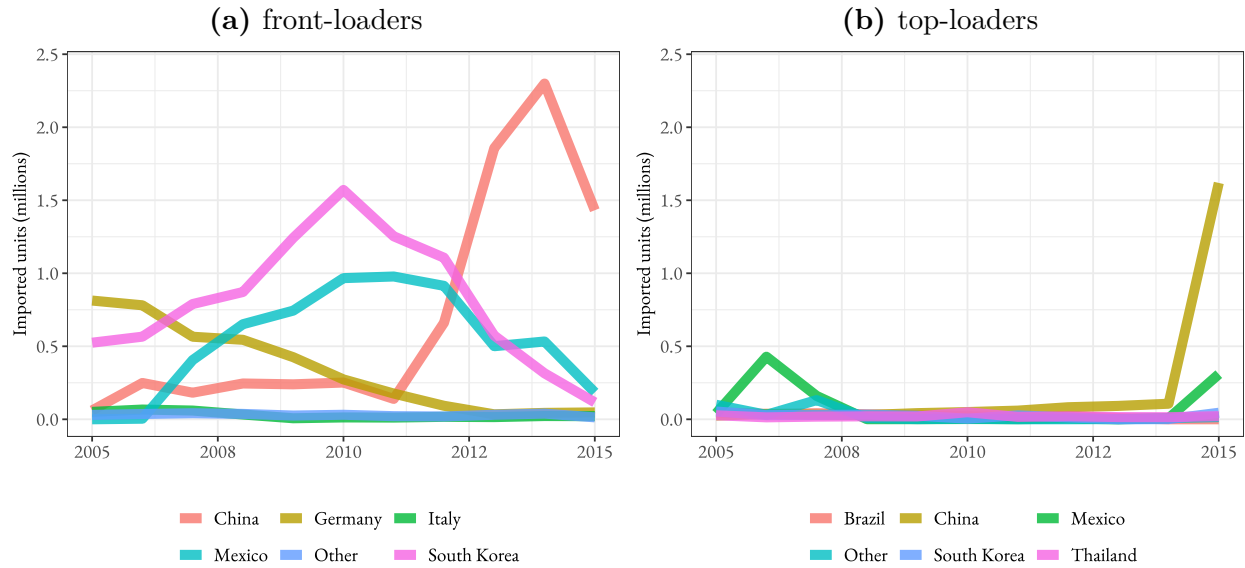 (a) front-loaders
(b) top-loaders
Imported units (millions)
2.5
2.0
1.5
1.0
0.5
0.0
2005 2008 2010 2012 2015
China Germany Italy
Mexico Other South Korea
Imported units (millions)
2.5
2.0
1.5
1.0
0.5
0.0
2005 2008 2010 2012 2015
Brazil China Mexico
Other South Korea Thailand